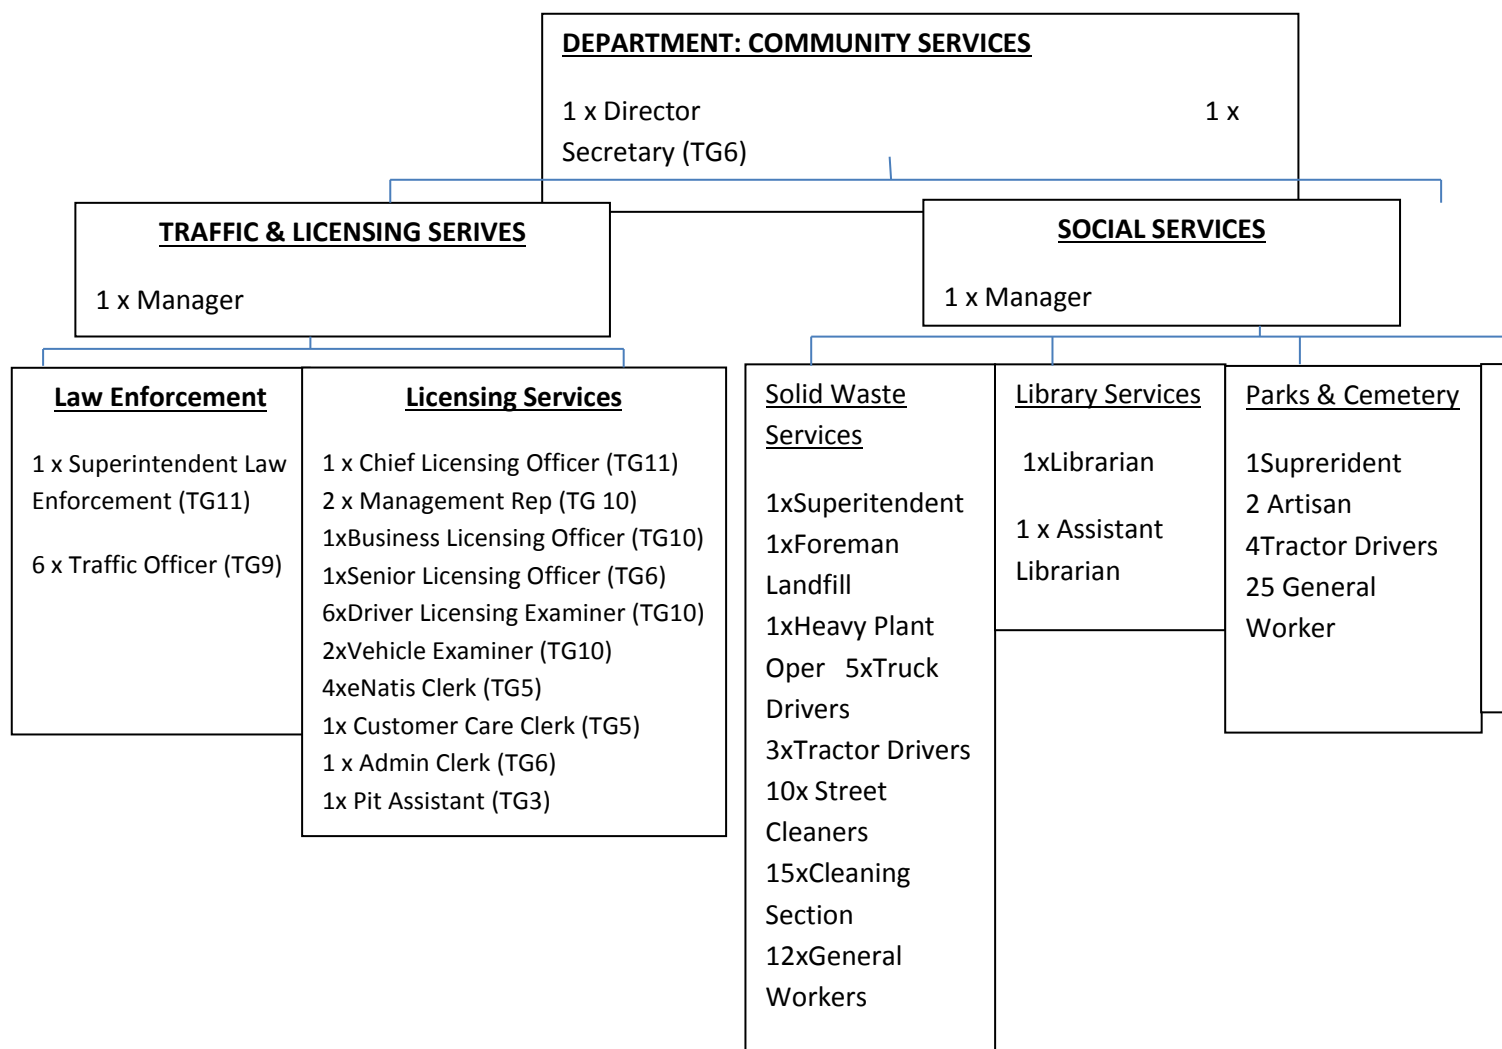 DEPARTMENT: COMMUNITY SERVICES
1 x Director 1 x
Secretary (TG6)
TRAFFIC & LICENSING SERIVES
1 x Manager
SOCIAL SERVICES
1 x Manager
Law Enforcement
1 x Superintendent Law
Enforcement (TG11)
6 x Traffic Officer (TG9)
Licensing Services
1 x Chief Licensing Officer (TG11)
2 x Management Rep (TG 10)
1xBusiness Licensing Officer (TG10)
1xSenior Licensing Officer (TG6)
6xDriver Licensing Examiner (TG10)
2xVehicle Examiner (TG10)
4xeNatis Clerk (TG5)
1x Customer Care Clerk (TG5)
1 x Admin Clerk (TG6)
1x Pit Assistant (TG3)
Solid Waste
Services
1xSuperitendent
1xForeman
Landfill
1xHeavy Plant
Oper 5xTruck
Drivers
3xTractor Drivers
10x Street
Cleaners
15xCleaning
Section
12xGeneral
Workers
Library Services
1xLibrarian
1 x Assistant
Librarian
Parks & Cemetery
1Suprerident
2 Artisan
4Tractor Drivers
25 General
Worker